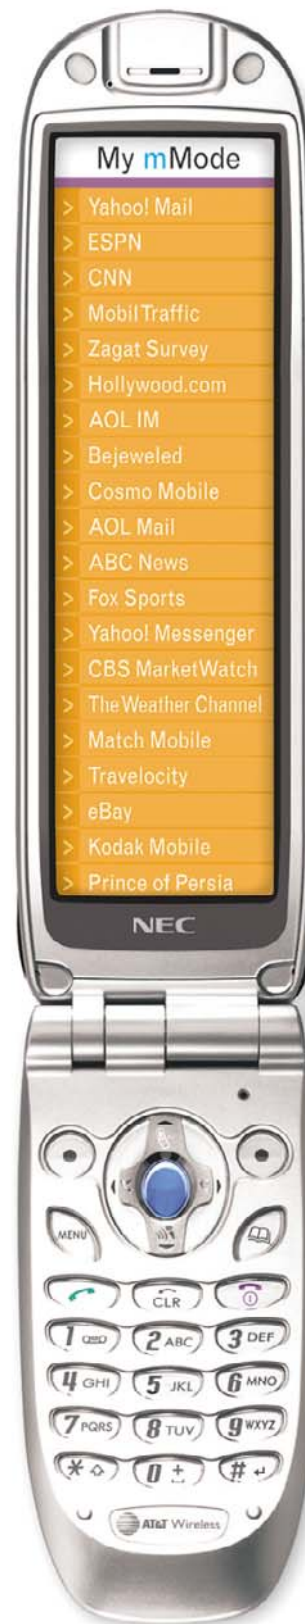 My mMode
> Yahoo! Mail
> ESPN
> CNN
> Mobil Traffic
> Zagat Survey
> Hollywood.com
> AOL IM
> Bejeweled
> Cosmo Mobile
> AOL Mail
> ABC News
> Fox Sports
> Yahoo! Messenger
> CBS MarketWatch
> The Weather Channel
> Match Mobile
> Travelocity
> eBay
> Kodak Mobile
> Prince of Persia
NEC
MENU
CLR
1 2 ABC 3 DEF
4 GHI 5 JKL 6 MNO
7 PQRS 8 TUV 9 WXYZ
* 0 + #
AT&T Wireless